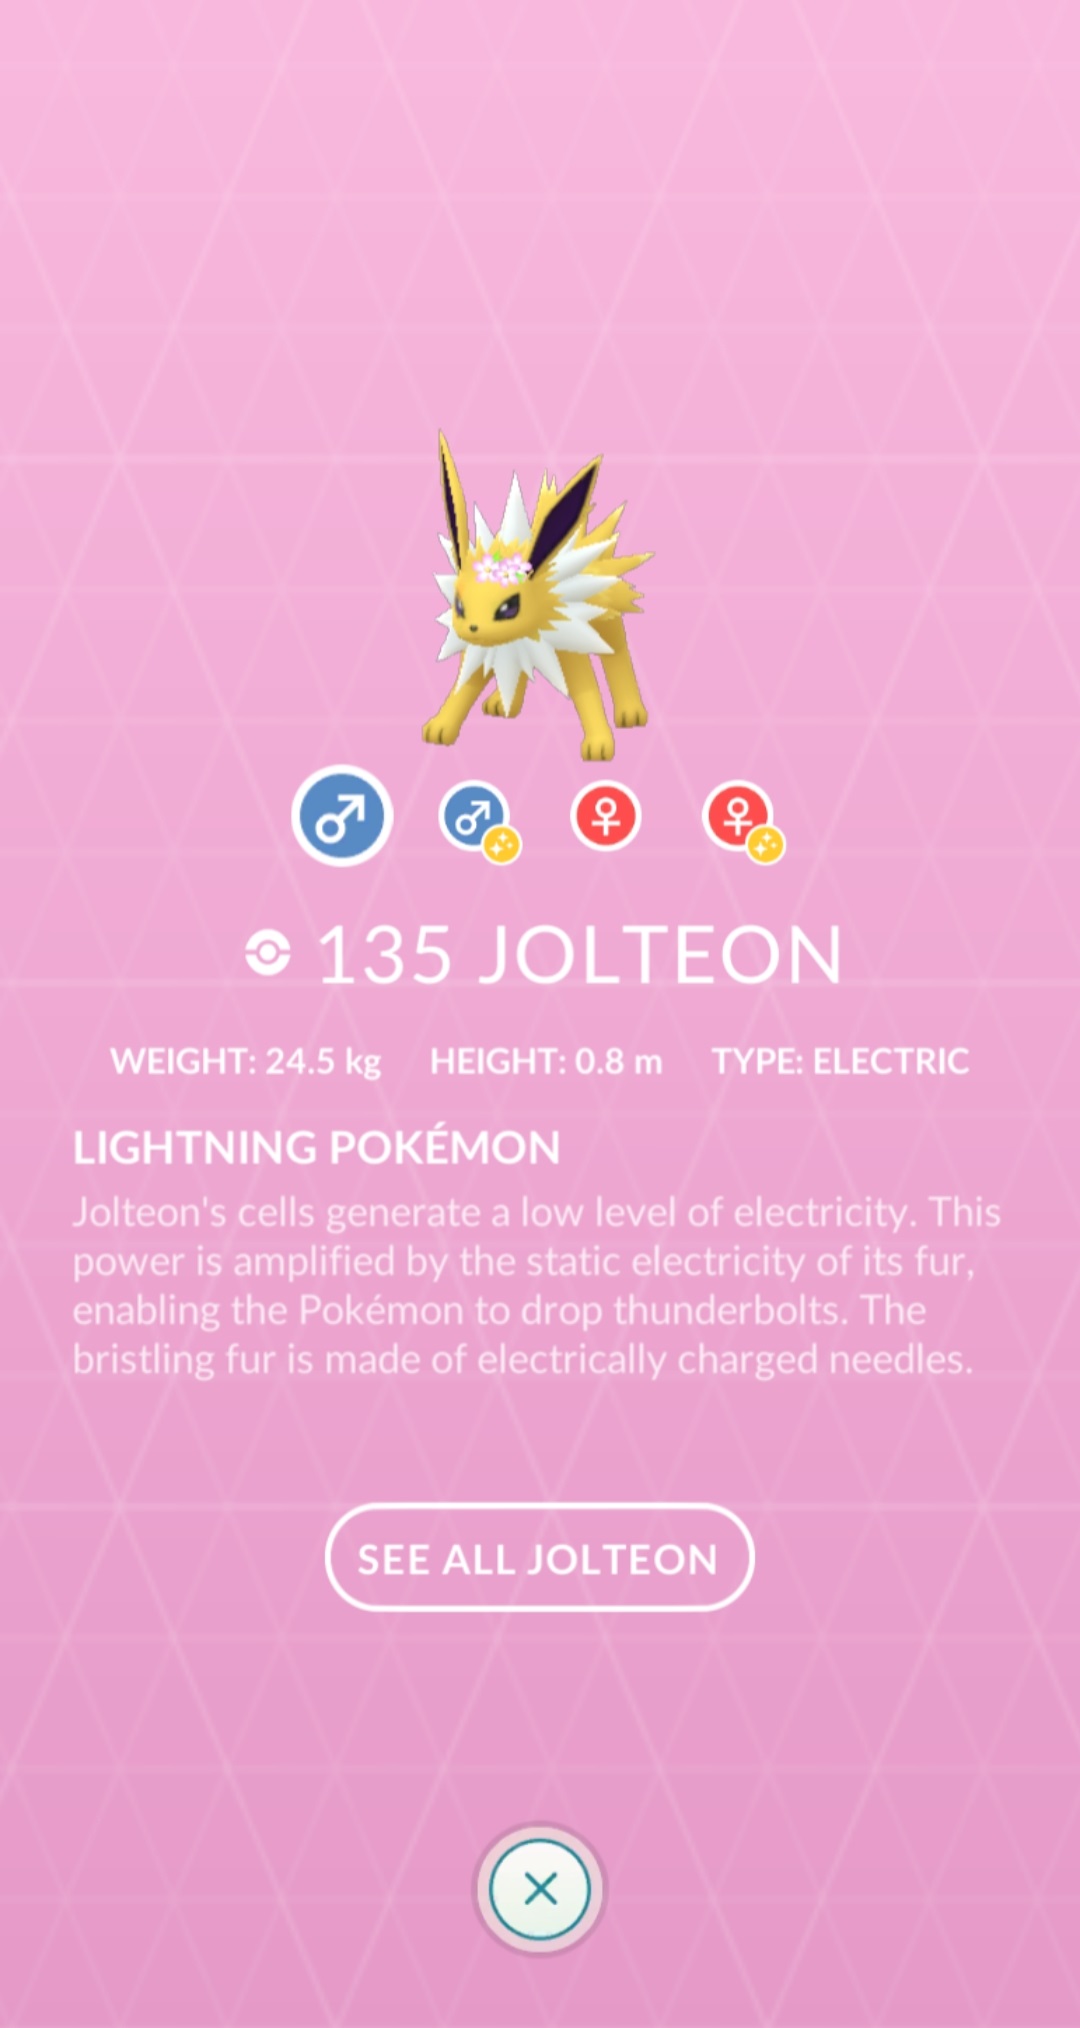 135 JOLTEON
WEIGHT: 24.5 kg HEIGHT: 0.8 m TYPE: ELECTRIC
LIGHTNING POKÉMON
Jolteon's cells generate a low level of electricity. This
power is amplified by the static electricity of its fur,
enabling the Pokémon to drop thunderbolts. The
bristling fur is made of electrically charged needles.
SEE ALL JOLTEON